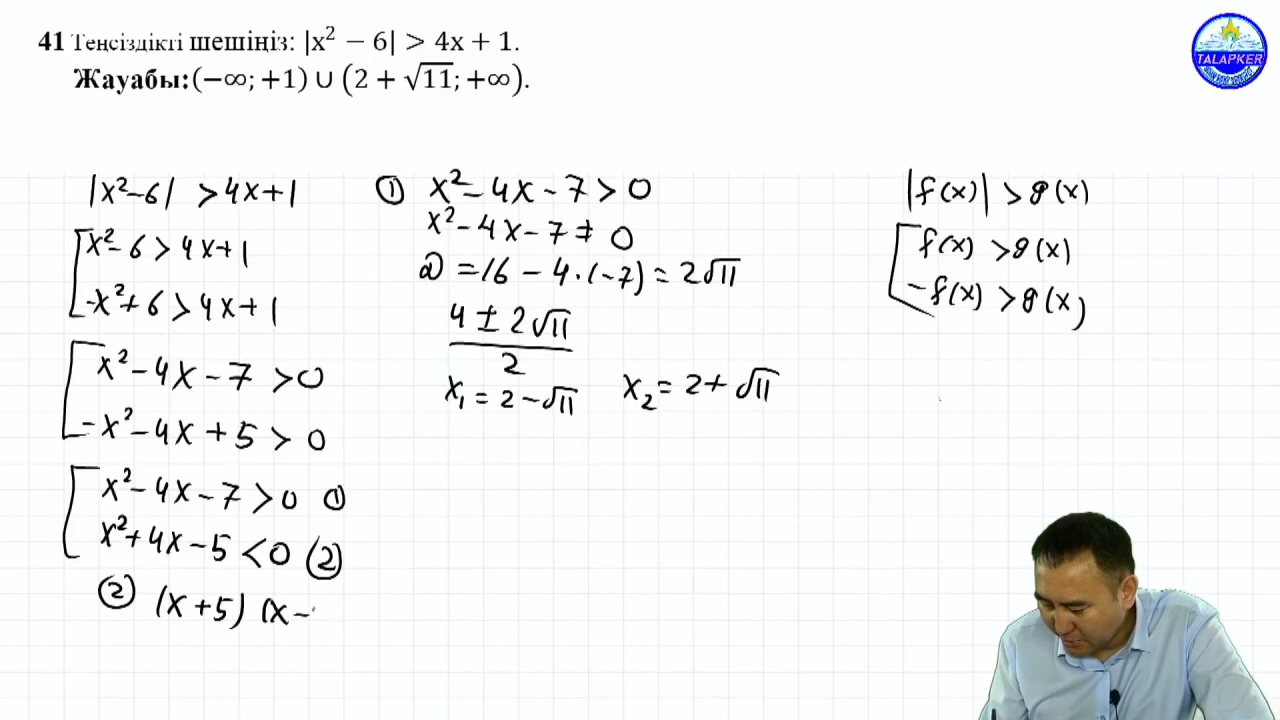 41 Теңсіздікті шешіңіз: |x² − 6| > 4x + 1.
Жауабы:(−∞; +1) ∪ (2 + √11; +∞).
TALAPKER
|x²-6| > 4x+1
x²-6 > 4x+1
-x²+6 > 4x+1
x²-4x-7 > 0
-x²-4x+5 > 0
x²-4x-7 > 0 ①
x²+4x-5 < 0 ②
② (x+5) (x-
① x²-4x-7 > 0
x²-4x-7 ≠ 0
D = 16 - 4·(-7) = 2√11
4 ± 2√11
2
x₁ = 2-√11 x₂ = 2+√11
|f(x)| > g(x)
f(x) > g(x)
-f(x) > g(x)